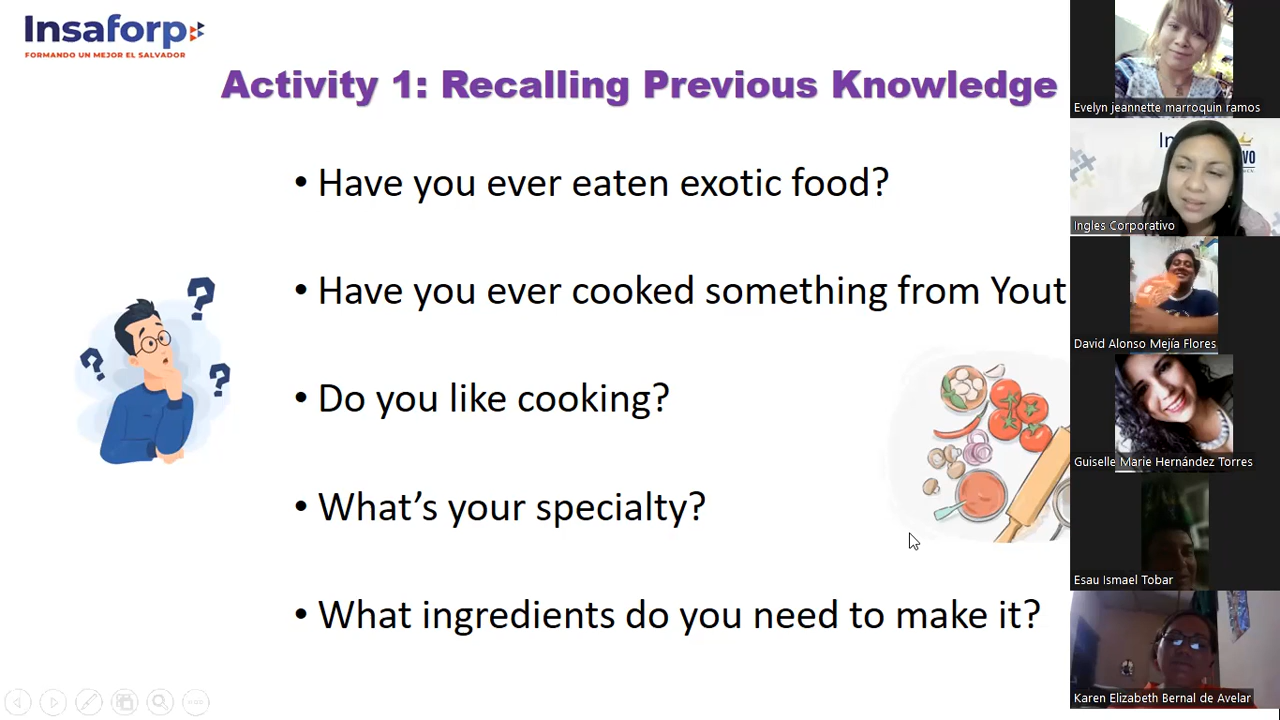 Insaforp
FORMANDO UN MEJOR EL SALVADOR
Activity 1: Recalling Previous Knowledge
• Have you ever eaten exotic food?
• Have you ever cooked something from Yout
• Do you like cooking?
• What's your specialty?
• What ingredients do you need to make it?
Evelyn jeannette marroquin ramos
Ingles Corporativo
David Alonso Mejía Flores
Guiselle Marie Hernández Torres
Esau Ismael Tobar
Karen Elizabeth Bernal de Avelar